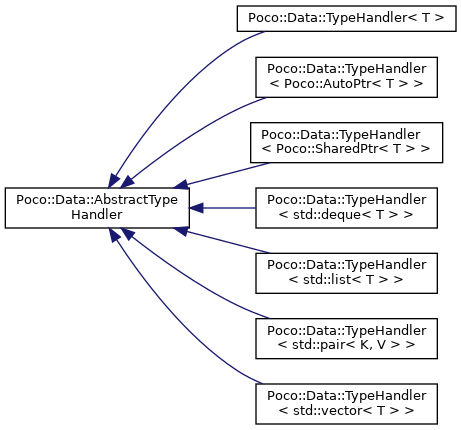 Poco::Data::TypeHandler< T >
Poco::Data::TypeHandler
< Poco::AutoPtr< T > >
Poco::Data::TypeHandler
< Poco::SharedPtr< T > >
Poco::Data::AbstractType
Handler
Poco::Data::TypeHandler
< std::deque< T > >
Poco::Data::TypeHandler
< std::list< T > >
Poco::Data::TypeHandler
< std::pair< K, V > >
Poco::Data::TypeHandler
< std::vector< T > >